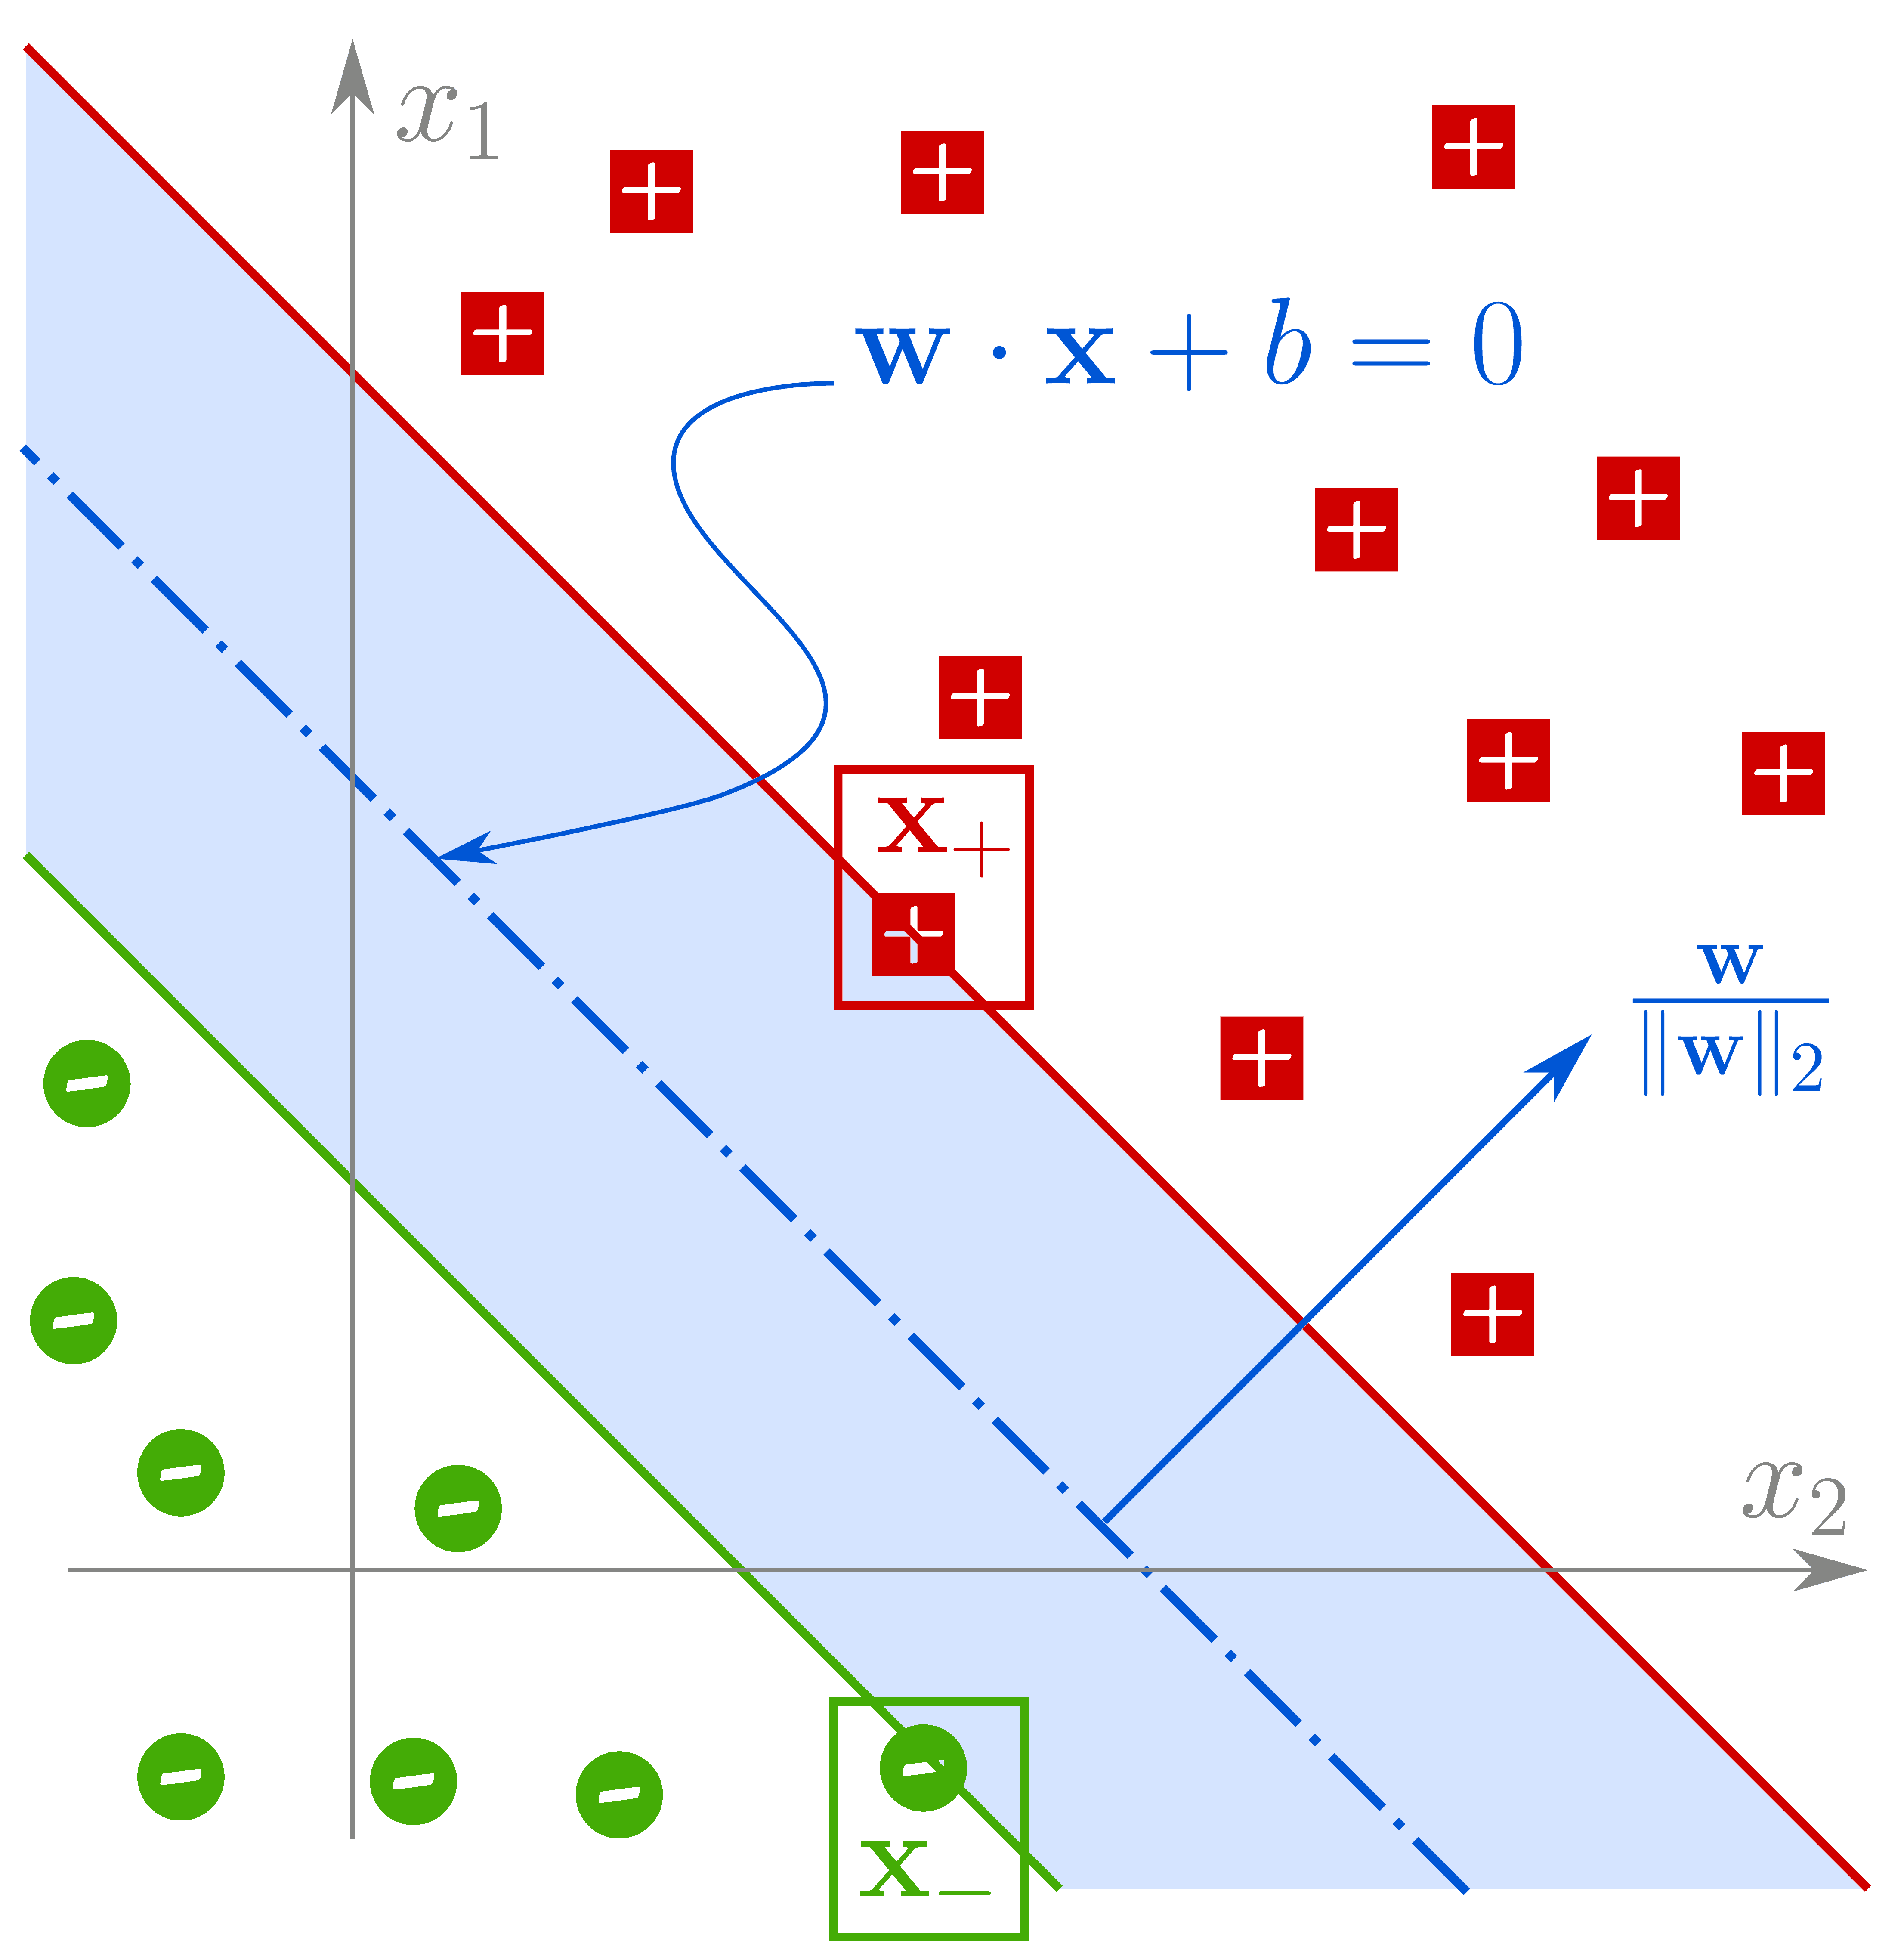 x₁
+
+
+
+
w · x + b = 0
+
+
+
+
+
x₊
+
w
‖w‖₂
+
−
+
−
−
−
x₂
−
−
−
−
x₋